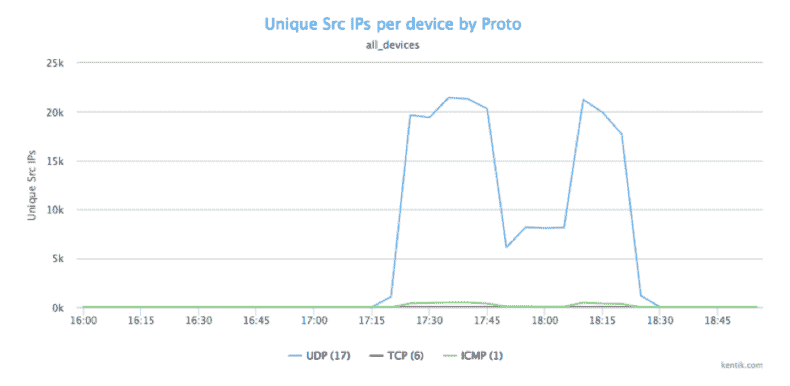 Unique Src IPs per device by Proto
all_devices
25k
20k
15k
10k
5k
0k
Unique Src IPs
16:00 16:15 16:30 16:45 17:00 17:15 17:30 17:45 18:00 18:15 18:30 18:45
UDP (17) TCP (6) ICMP (1)
kentik.com